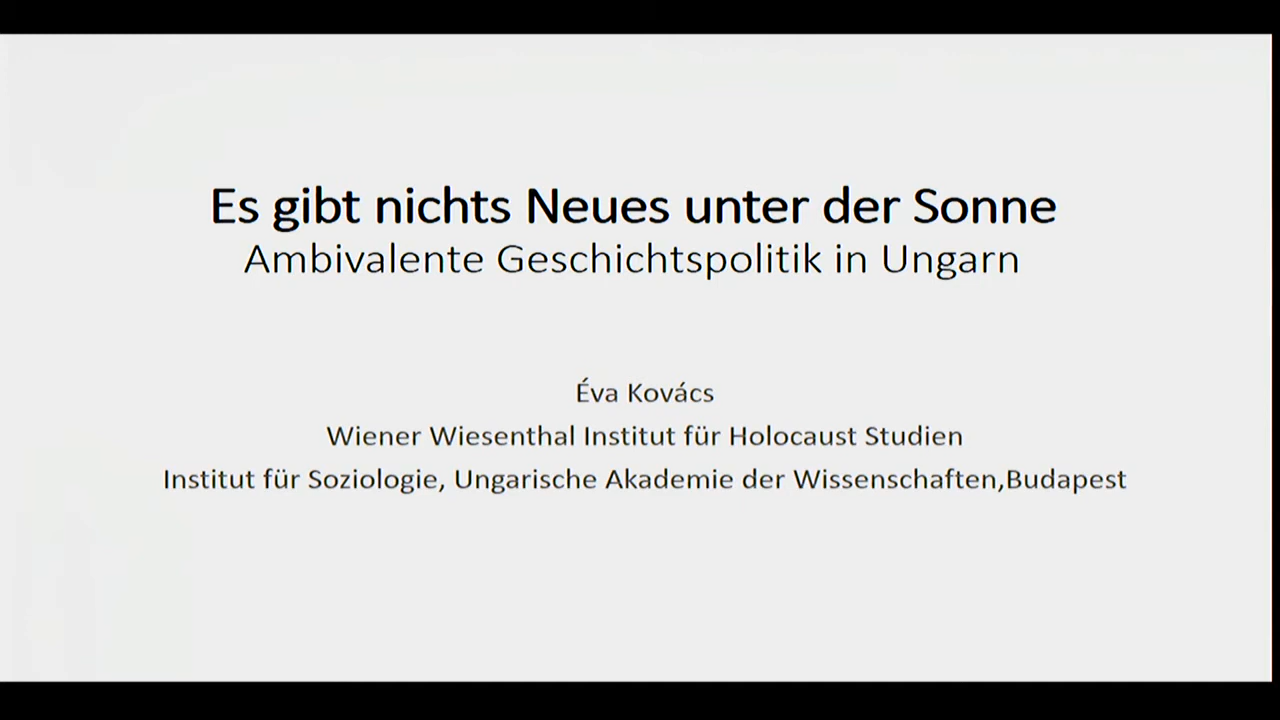 Es gibt nichts Neues unter der Sonne
Ambivalente Geschichtspolitik in Ungarn
Éva Kovács
Wiener Wiesenthal Institut für Holocaust Studien
Institut für Soziologie, Ungarische Akademie der Wissenschaften,Budapest